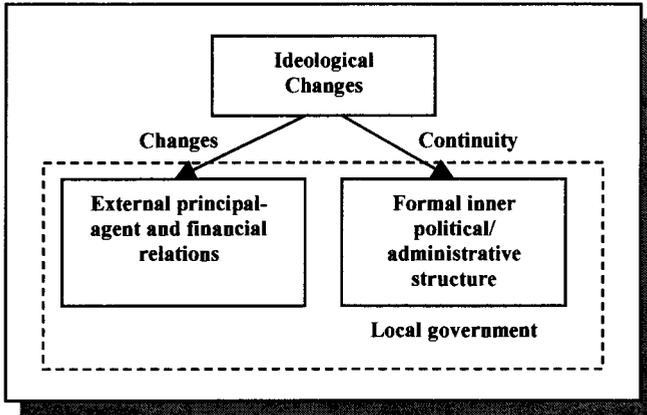 Ideological
Changes
Changes
Continuity
External principal-
agent and financial
relations
Formal inner
political/
administrative
structure
Local government